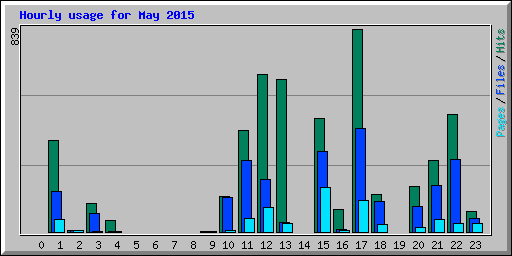 Hourly usage for May 2015
839
Pages/Files/Hits
0 1 2 3 4 5 6 7 8 9 10 11 12 13 14 15 16 17 18 19 20 21 22 23